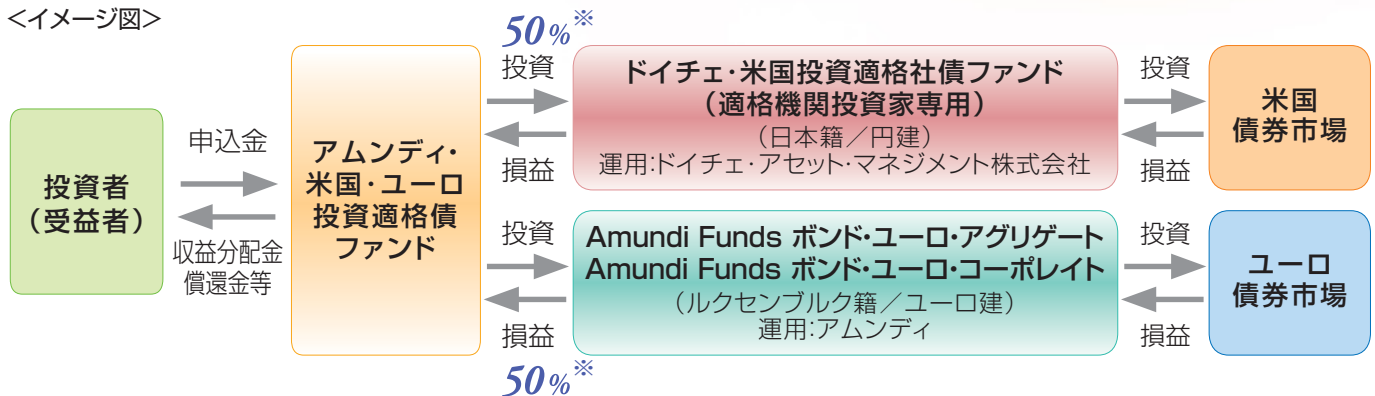 ＜イメージ図＞
投資者
（受益者）
申込金
収益分配金
償還金等
アムンディ・
米国・ユーロ
投資適格債
ファンド
50%※
投資
損益
ドイチェ・米国投資適格社債ファンド
（適格機関投資家専用）
（日本籍／円建）
運用:ドイチェ・アセット・マネジメント株式会社
投資
損益
米国
債券市場
投資
損益
50%※
Amundi Funds ボンド・ユーロ・アグリゲート
Amundi Funds ボンド・ユーロ・コーポレイト
（ルクセンブルク籍／ユーロ建）
運用:アムンディ
投資
損益
ユーロ
債券市場